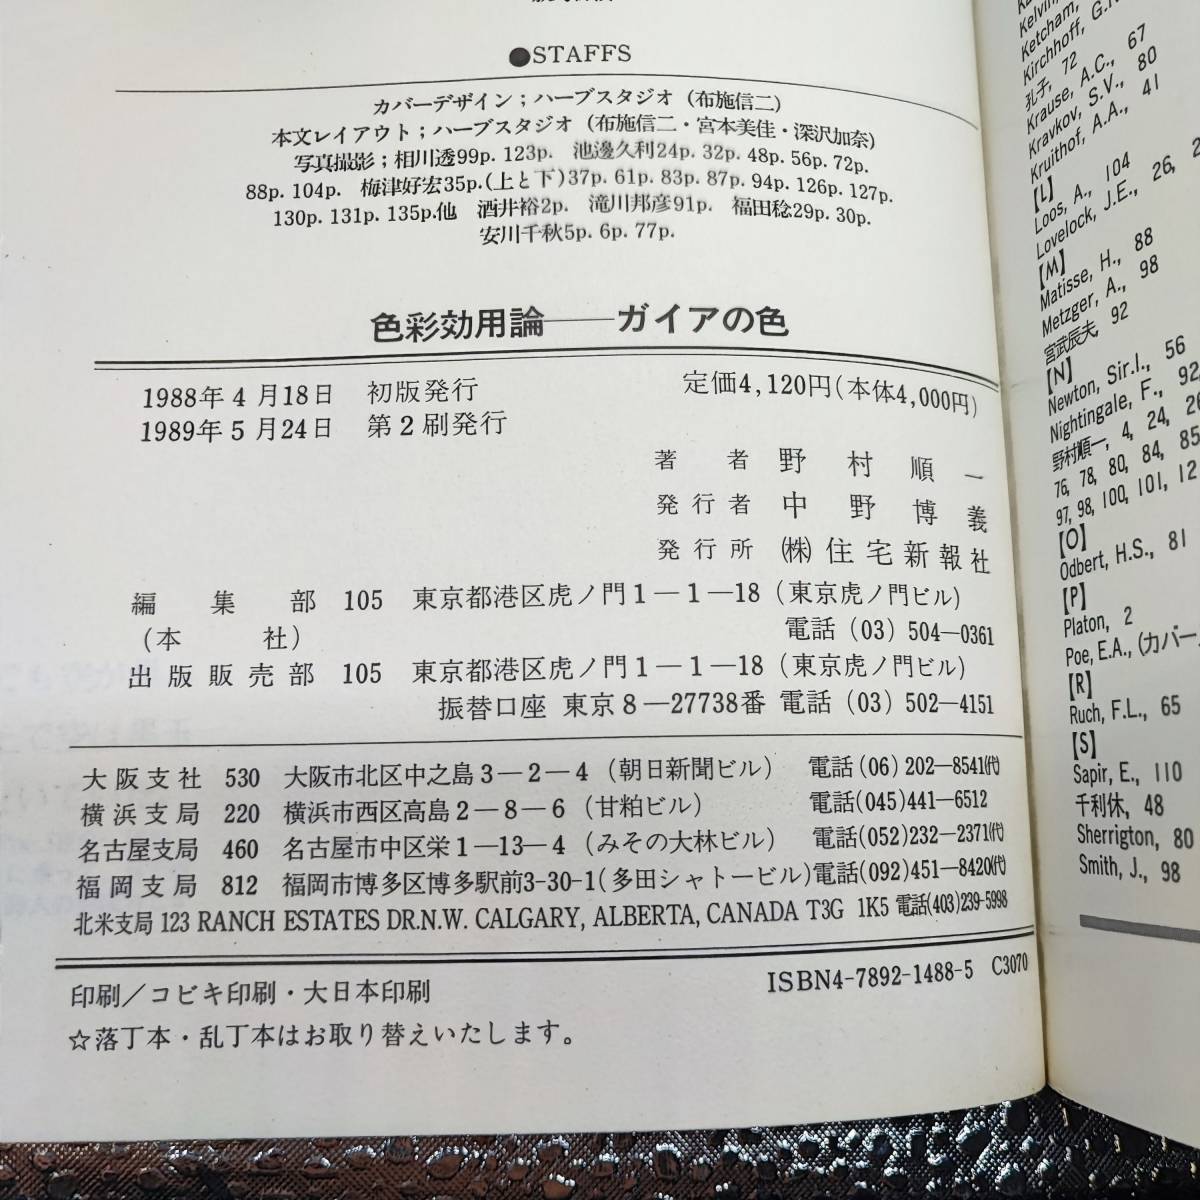 ●STAFFS
カバーデザイン；ハーブスタジオ（布施信二）
本文レイアウト；ハーブスタジオ（布施信二・宮本美佳・深沢加奈）
写真撮影；相川透99p. 123p.　池邊久利24p. 32p. 48p. 56p. 72p.
88p. 104p.　梅津好宏35p.（上と下）37p. 61p. 83p. 87p. 94p. 126p. 127p.
130p. 131p. 135p.他　酒井裕2p.　滝川邦彦91p.　福田稔29p. 30p.
安川千秋5p. 6p. 77p.
色彩効用論――ガイアの色
1988年4月18日　初版発行　定価4,120円（本体4,000円）
1989年5月24日　第2刷発行
著者　野村順一
発行者　中野博義
発行所　㈱住宅新報社
編集部　105　東京都港区虎ノ門1―1―18（東京虎ノ門ビル）
（本社）　電話（03）504―0361
出版販売部　105　東京都港区虎ノ門1―1―18（東京虎ノ門ビル）
振替口座　東京8―27738番　電話（03）502―4151
大阪支社　530　大阪市北区中之島3―2―4（朝日新聞ビル）　電話（06）202―8541㈹
横浜支局　220　横浜市西区高島2―8―6（甘粕ビル）　電話（045）441―6512
名古屋支局　460　名古屋市中区栄1―13―4（みその大林ビル）　電話（052）232―2371㈹
福岡支局　812　福岡市博多区博多駅前3-30-1（多田シャトービル）電話（092）451―8420㈹
北米支局 123 RANCH ESTATES DR.N.W. CALGARY, ALBERTA, CANADA T3G 1K5 電話（403）239-5998
印刷／コビキ印刷・大日本印刷　ISBN4-7892-1488-5　C3070
☆落丁本・乱丁本はお取り替えいたします。
Ketcham,
Kirchhoff, G.
孔子, 72
Krause, A.C., 67
Kravkov, S.V., 80
Kruithof, A.A., 41
【L】
Loos, A., 104
Lovelock, J.E., 26,
【M】
Matisse, H., 88
Metzger, A., 98
宮武辰夫, 92
【N】
Newton, Sir.I., 56
Nightingale, F., 92,
野村順一, 4, 24, 26
76, 78, 80, 84, 85
97, 98, 100, 101, 12
【O】
Odbert, H.S., 81
【P】
Platon, 2
Poe, E.A., （カバー
【R】
Ruch, F.L., 65
【S】
Sapir, E., 110
千利休, 48
Sherrigton, 80
Smith, J., 98